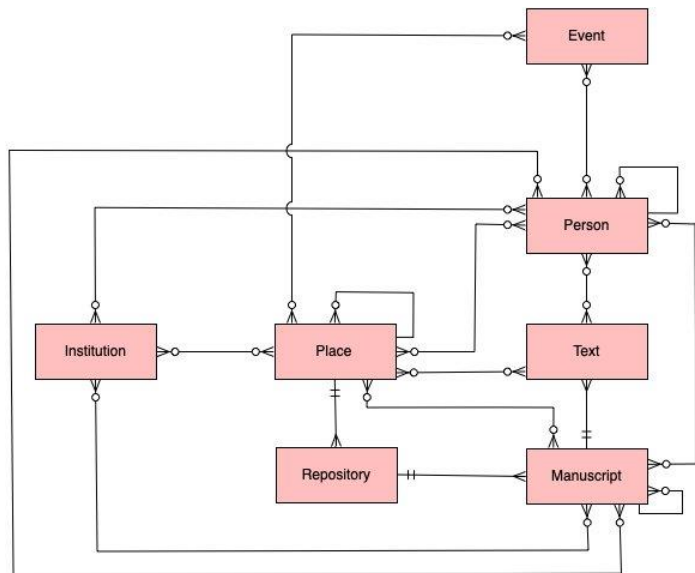 Event
Person
Institution
Place
Text
Repository
Manuscript